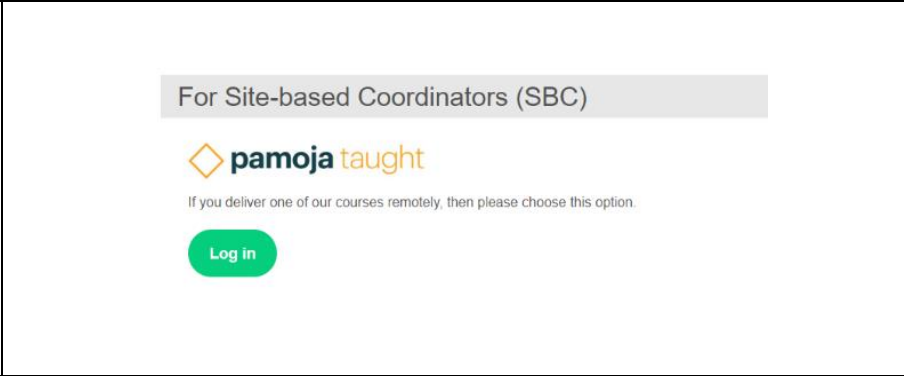 For Site-based Coordinators (SBC)
pamoja taught
If you deliver one of our courses remotely, then please choose this option.
Log in